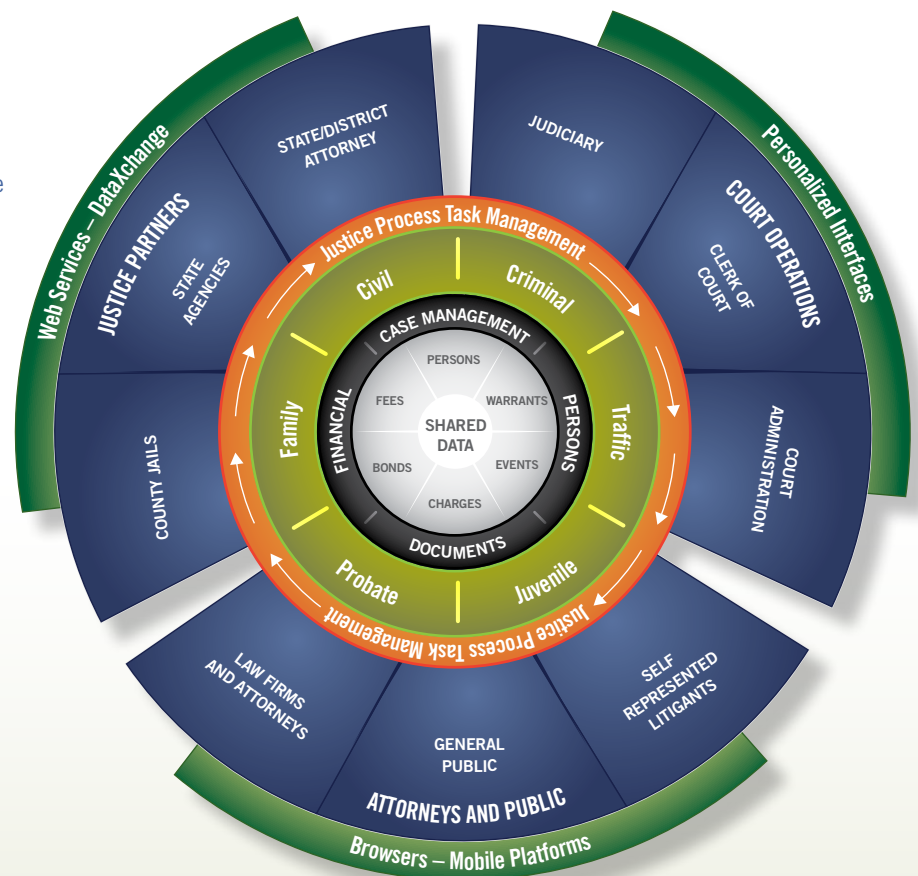 e
Web Services – DataXchange
JUSTICE PARTNERS
STATE/DISTRICT
ATTORNEY
STATE
AGENCIES
COUNTY JAILS
Personalized Interfaces
COURT OPERATIONS
JUDICIARY
CLERK OF
COURT
COURT
ADMINISTRATION
Justice Process Task Management
Civil
Criminal
Traffic
Juvenile
Probate
Family
CASE MANAGEMENT
PERSONS
DOCUMENTS
FINANCIAL
PERSONS
WARRANTS
EVENTS
CHARGES
BONDS
FEES
SHARED
DATA
Justice Process Task Management
LAW FIRMS
AND ATTORNEYS
GENERAL
PUBLIC
SELF
REPRESENTED
LITIGANTS
ATTORNEYS AND PUBLIC
Browsers – Mobile Platforms